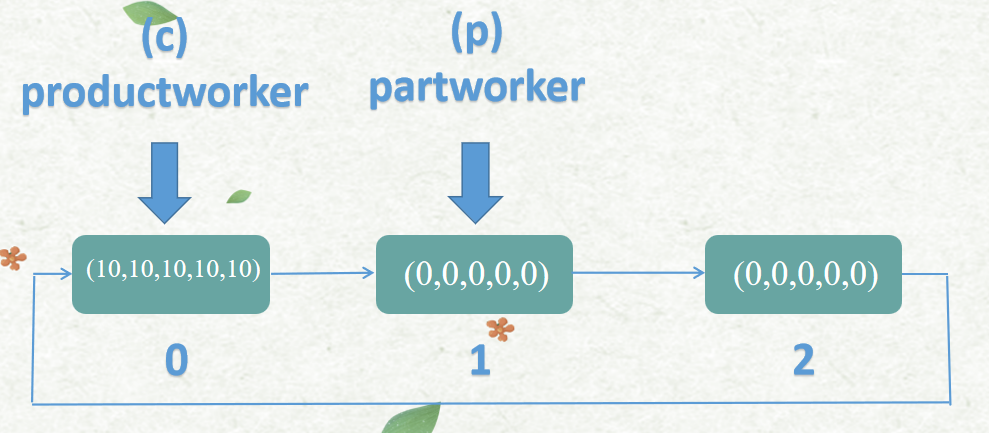 (c)
productworker
(p)
partworker
(10,10,10,10,10)
(0,0,0,0,0)
(0,0,0,0,0)
0
1
2